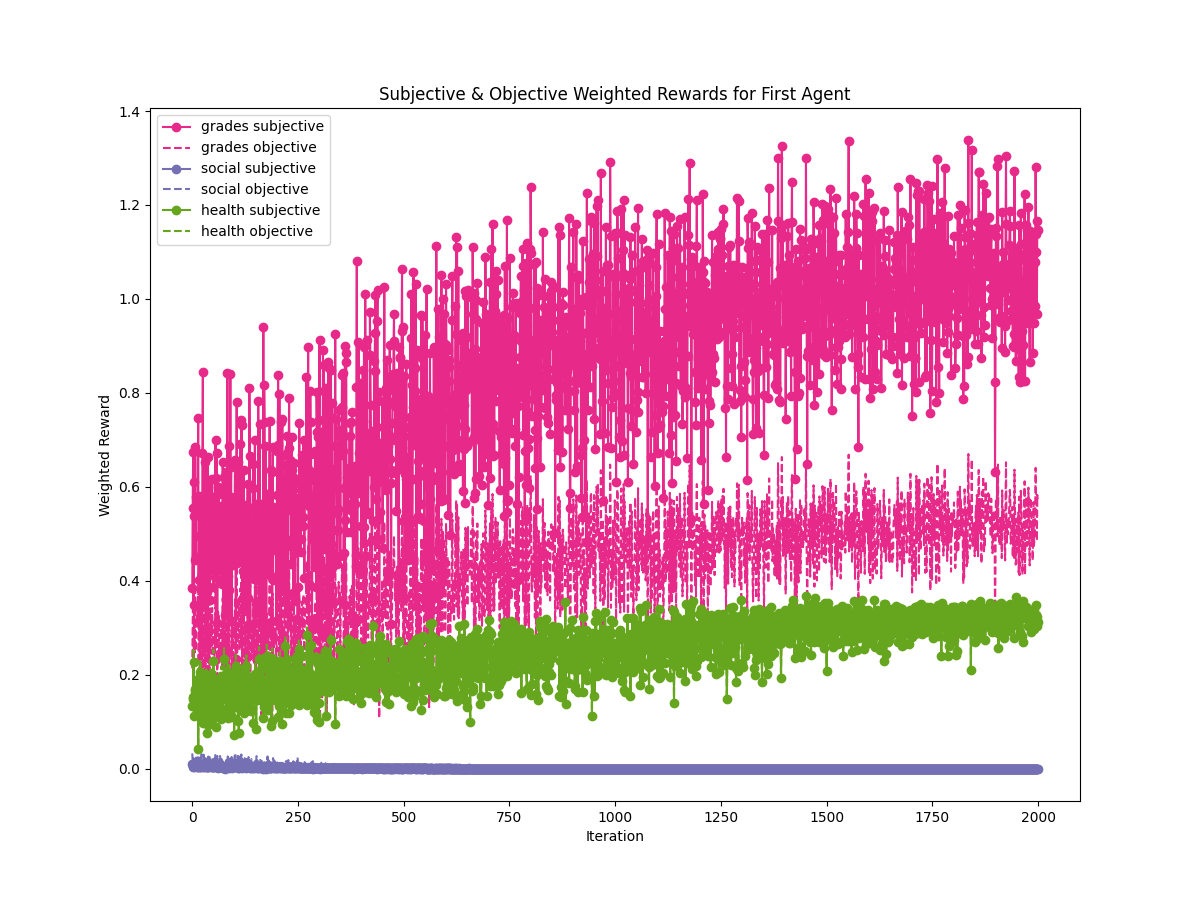 Subjective & Objective Weighted Rewards for First Agent
1.4
1.2
1.0
0.8
0.6
0.4
0.2
0.0
Weighted Reward
grades subjective
grades objective
social subjective
social objective
health subjective
health objective
0 250 500 750 1000 1250 1500 1750 2000
Iteration